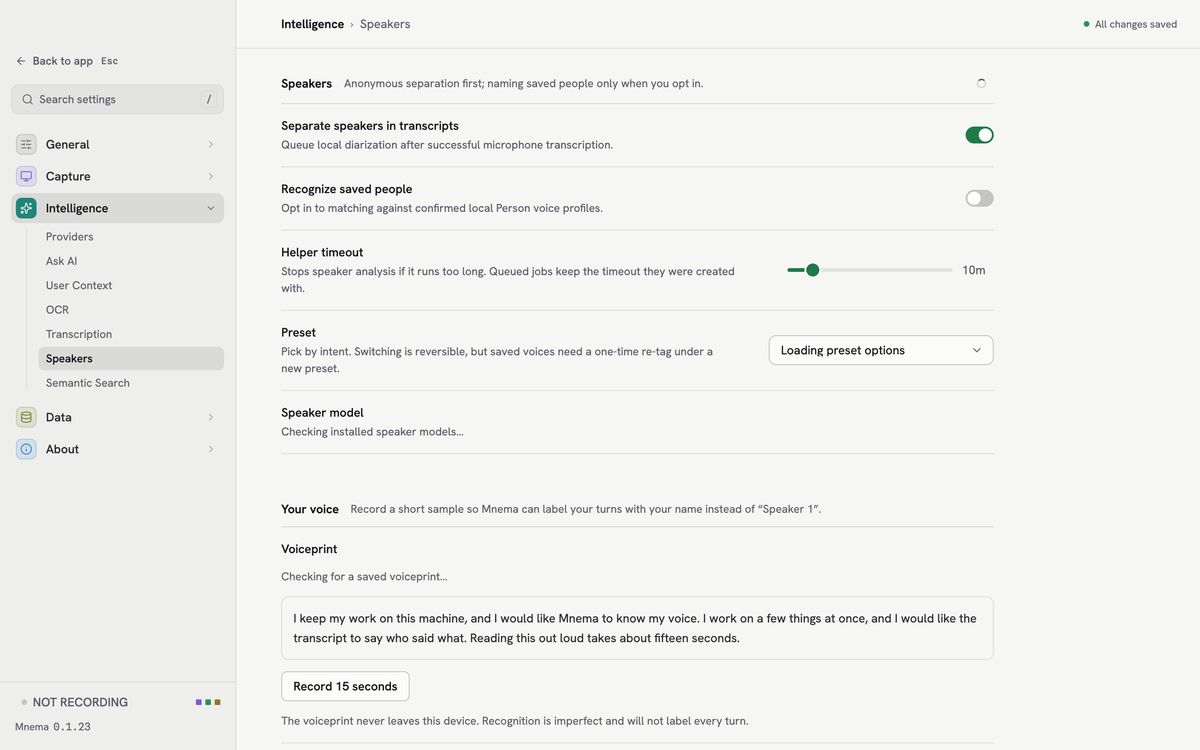 Back to app Esc
Search settings /
General
Capture
Intelligence
Providers
Ask AI
User Context
OCR
Transcription
Speakers
Semantic Search
Data
About
NOT RECORDING
Mnema 0.1.23
Intelligence › Speakers
All changes saved
Speakers Anonymous separation first; naming saved people only when you opt in.
Separate speakers in transcripts
Queue local diarization after successful microphone transcription.
Recognize saved people
Opt in to matching against confirmed local Person voice profiles.
Helper timeout
Stops speaker analysis if it runs too long. Queued jobs keep the timeout they were created
with.
10m
Preset
Pick by intent. Switching is reversible, but saved voices need a one-time re-tag under a
new preset.
Loading preset options
Speaker model
Checking installed speaker models…
Your voice Record a short sample so Mnema can label your turns with your name instead of “Speaker 1”.
Voiceprint
Checking for a saved voiceprint…
I keep my work on this machine, and I would like Mnema to know my voice. I work on a few things at once, and I would like the
transcript to say who said what. Reading this out loud takes about fifteen seconds.
Record 15 seconds
The voiceprint never leaves this device. Recognition is imperfect and will not label every turn.